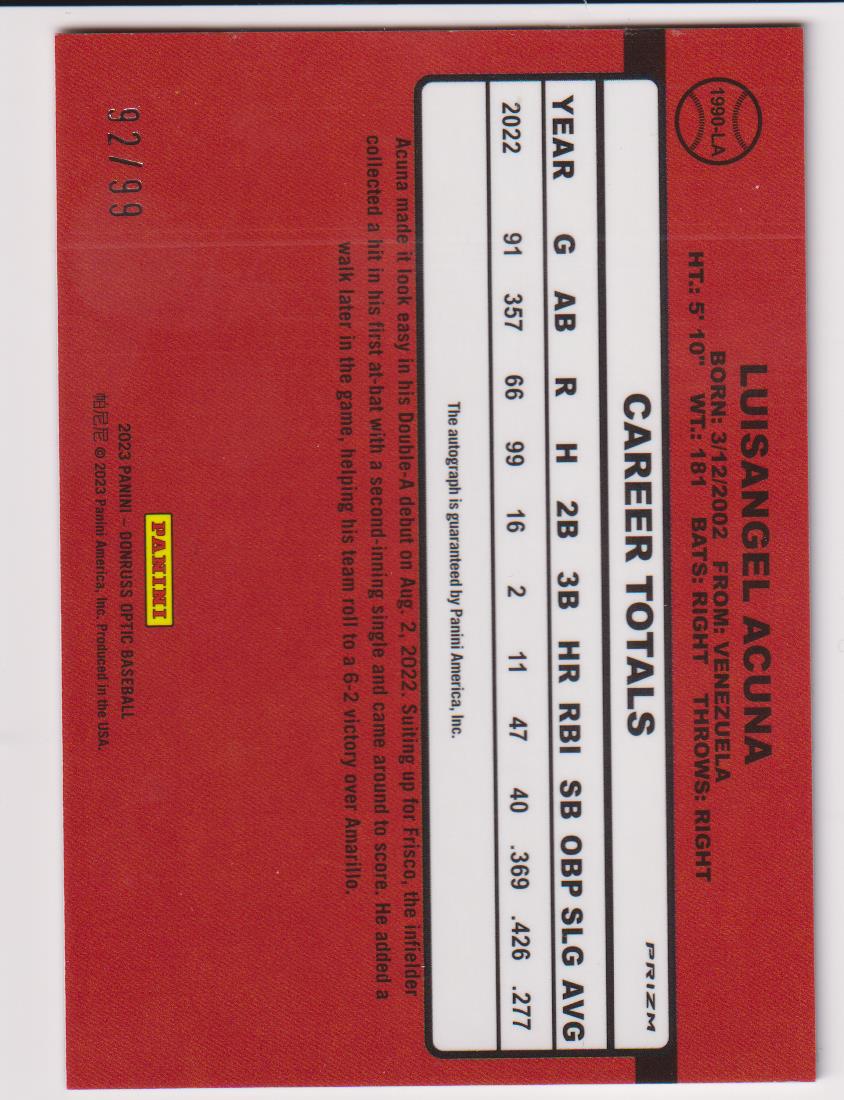 1990-LA
LUISANGEL ACUNA
BORN: 3/12/2002 FROM: VENEZUELA
HT.: 5' 10" WT.: 181 BATS: RIGHT THROWS: RIGHT
PRIZM
CAREER TOTALS
YEAR G AB R H 2B 3B HR RBI SB OBP SLG AVG
2022 91 357 66 99 16 2 11 47 40 .369 .426 .277
The autograph is guaranteed by Panini America, Inc.
Acuna made it look easy in his Double-A debut on Aug. 2, 2022. Suiting up for Frisco, the infielder
collected a hit in his first at-bat with a second-inning single and came around to score. He added a
walk later in the game, helping his team roll to a 6-2 victory over Amarillo.
92/99
PANINI
2023 PANINI – DONRUSS OPTIC BASEBALL
帕尼尼 © 2023 Panini America, Inc. Produced in the USA.